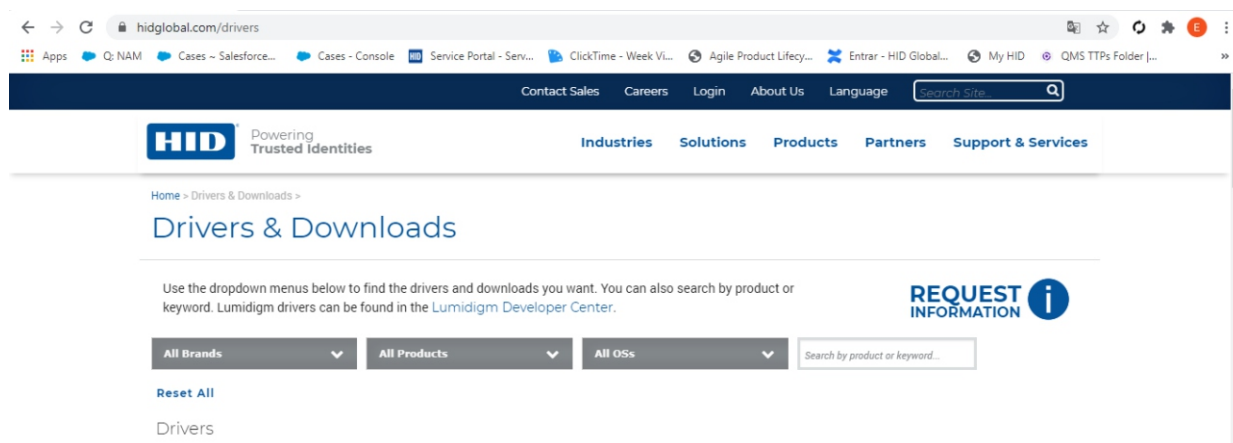 hidglobal.com/drivers
E
Apps Q: NAM Cases ~ Salesforce... Cases - Console Service Portal - Serv... ClickTime - Week Vi... Agile Product Lifecy... Entrar - HID Global... My HID QMS TTPs Folder |... »
Contact Sales Careers Login About Us Language Search Site...
HID Powering Trusted Identities
Industries Solutions Products Partners Support & Services
Home > Drivers & Downloads >
Drivers & Downloads
Use the dropdown menus below to find the drivers and downloads you want. You can also search by product or
keyword. Lumidigm drivers can be found in the Lumidigm Developer Center.
REQUEST
INFORMATION
i
All Brands All Products All OSs Search by product or keyword...
Reset All
Drivers